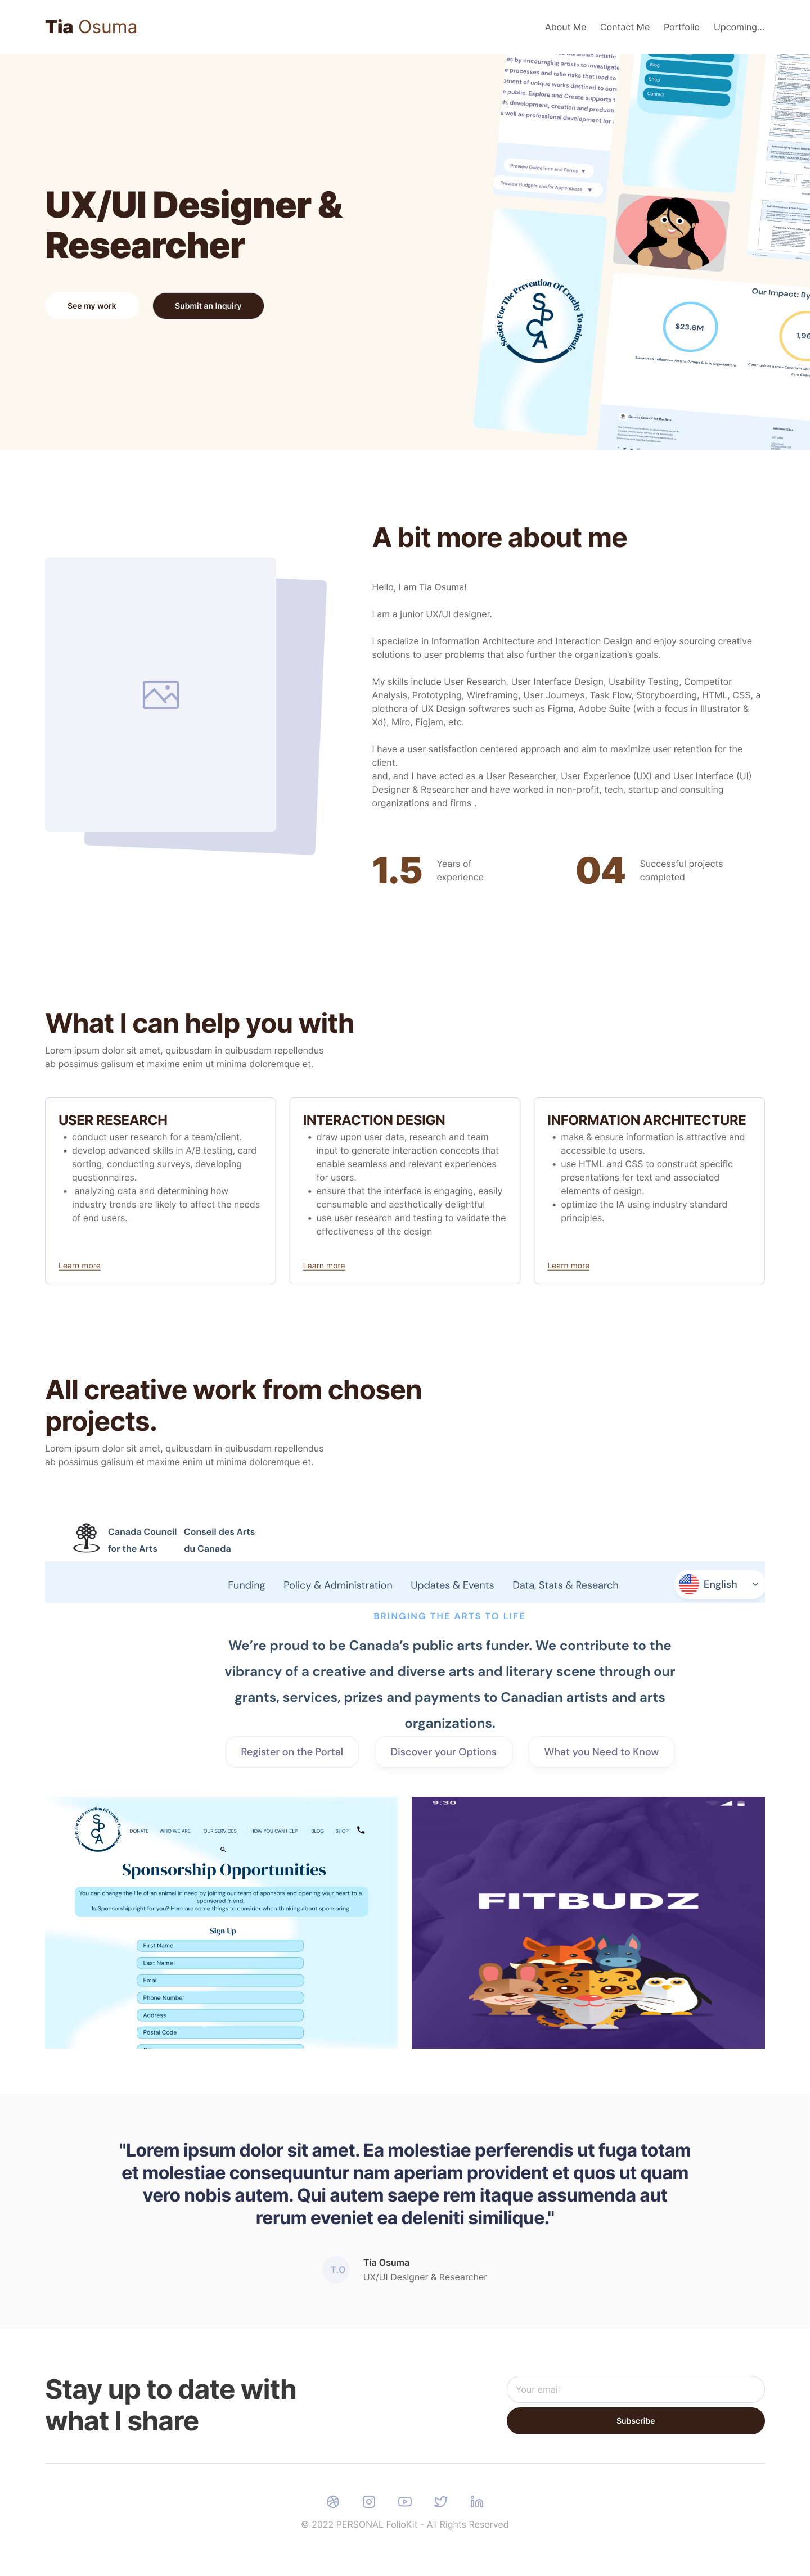 Tia Osuma
About Me
Contact Me
Portfolio
Upcoming...
UX/UI Designer &
Researcher
See my work
Submit an Inquiry
Canadian artistic
es by encouraging artists to investigate
e processes and take risks that lead to
ment of unique works destined to con
e public. Explore and Create supports t
h, development, creation and producti
s well as professional development for
Preview Guidelines and Forms
Preview Budgets and/or Appendices
Blog
Shop
Contact
Society For The Prevention Of Cruelty To animals
SPCA
Our Impact: By
$23.6M
1,96
Support to Indigenous Artists, Groups & Arts Organizations
Canada Council for the Arts
A bit more about me
Hello, I am Tia Osuma!
I am a junior UX/UI designer.
I specialize in Information Architecture and Interaction Design and enjoy sourcing creative
solutions to user problems that also further the organization’s goals.
My skills include User Research, User Interface Design, Usability Testing, Competitor
Analysis, Prototyping, Wireframing, User Journeys, Task Flow, Storyboarding, HTML, CSS, a
plethora of UX Design softwares such as Figma, Adobe Suite (with a focus in Illustrator &
Xd), Miro, Figjam, etc.
I have a user satisfaction centered approach and aim to maximize user retention for the
client.
and, and I have acted as a User Researcher, User Experience (UX) and User Interface (UI)
Designer & Researcher and have worked in non-profit, tech, startup and consulting
organizations and firms .
1.5
Years of
experience
04
Successful projects
completed
What I can help you with
Lorem ipsum dolor sit amet, quibusdam in quibusdam repellendus
ab possimus galisum et maxime enim ut minima doloremque et.
USER RESEARCH
• conduct user research for a team/client.
• develop advanced skills in A/B testing, card
sorting, conducting surveys, developing
questionnaires.
• analyzing data and determining how
industry trends are likely to affect the needs
of end users.
Learn more
INTERACTION DESIGN
• draw upon user data, research and team
input to generate interaction concepts that
enable seamless and relevant experiences
for users.
• ensure that the interface is engaging, easily
consumable and aesthetically delightful
• use user research and testing to validate the
effectiveness of the design
Learn more
INFORMATION ARCHITECTURE
• make & ensure information is attractive and
accessible to users.
• use HTML and CSS to construct specific
presentations for text and associated
elements of design.
• optimize the IA using industry standard
principles.
Learn more
All creative work from chosen
projects.
Lorem ipsum dolor sit amet, quibusdam in quibusdam repellendus
ab possimus galisum et maxime enim ut minima doloremque et.
Canada Council
for the Arts
Conseil des Arts
du Canada
Funding
Policy & Administration
Updates & Events
Data, Stats & Research
English
BRINGING THE ARTS TO LIFE
We’re proud to be Canada’s public arts funder. We contribute to the
vibrancy of a creative and diverse arts and literary scene through our
grants, services, prizes and payments to Canadian artists and arts
organizations.
Register on the Portal
Discover your Options
What you Need to Know
Society For The Prevention Of Cruelty To animals
SPCA
DONATE
WHO WE ARE
OUR SERVICES
HOW YOU CAN HELP
BLOG
SHOP
Sponsorship Opportunities
You can change the life of an animal in need by joining our team of sponsors and opening your heart to a
sponsored friend.
Is Sponsorship right for you? Here are some things to consider when thinking about sponsoring
Sign Up
First Name
Last Name
Email
Phone Number
Address
Postal Code
9:30
FITBUDZ
"Lorem ipsum dolor sit amet. Ea molestiae perferendis ut fuga totam
et molestiae consequuntur nam aperiam provident et quos ut quam
vero nobis autem. Qui autem saepe rem itaque assumenda aut
rerum eveniet ea deleniti similique."
T.O
Tia Osuma
UX/UI Designer & Researcher
Stay up to date with
what I share
Your email
Subscribe
© 2022 PERSONAL FolioKit - All Rights Reserved